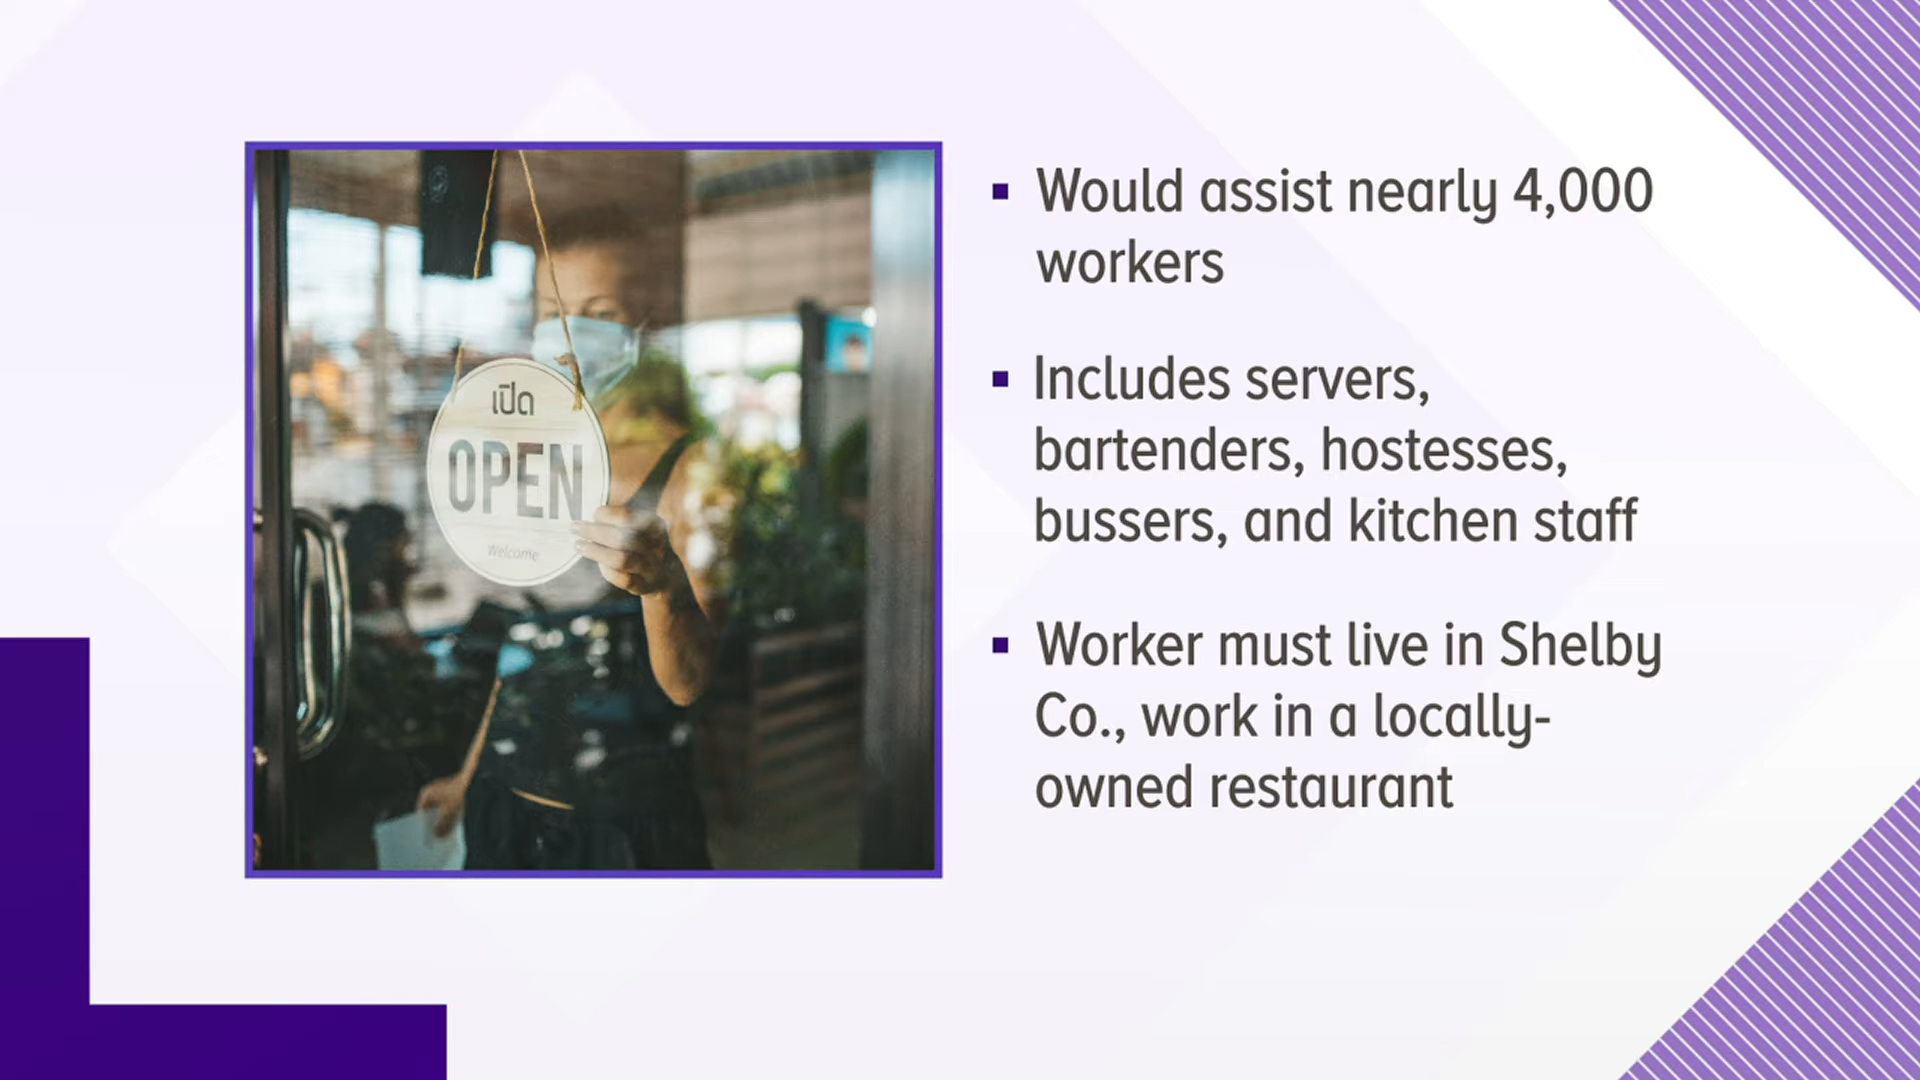 เปิด
OPEN
Welcome
Would assist nearly 4,000
workers
Includes servers,
bartenders, hostesses,
bussers, and kitchen staff
Worker must live in Shelby
Co., work in a locally-
owned restaurant